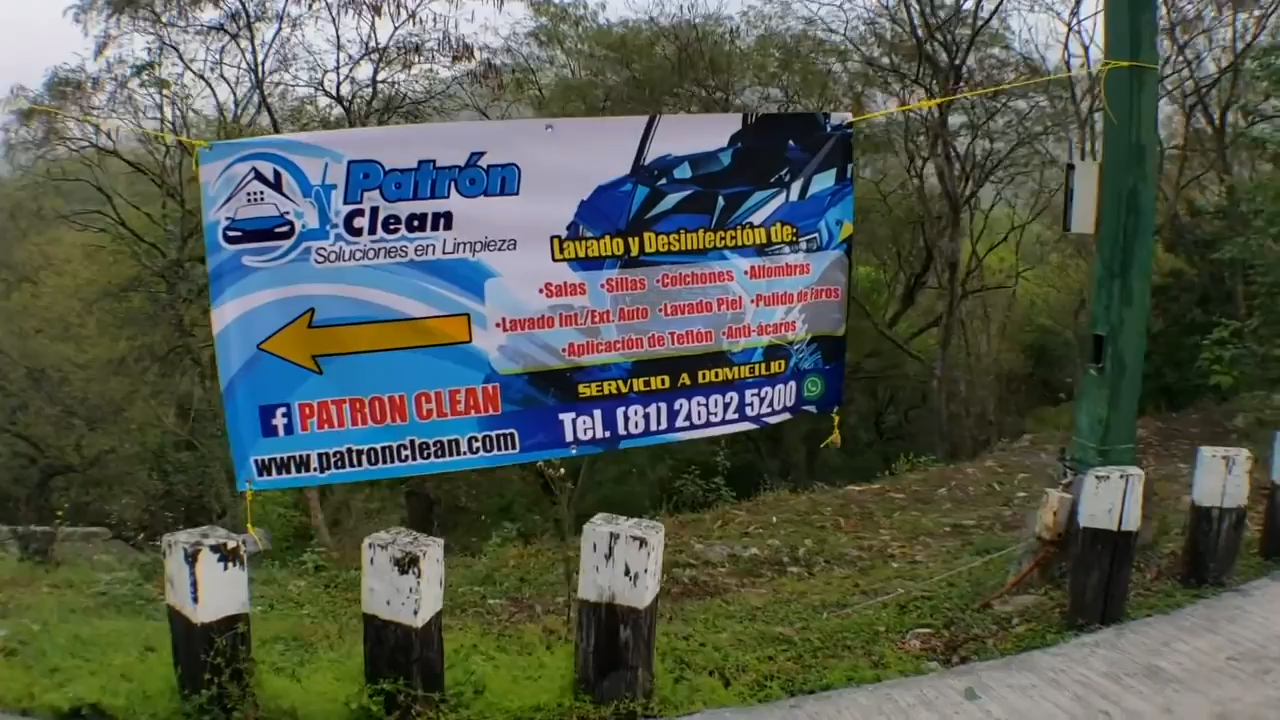 Patrón
Clean
Soluciones en Limpieza
Lavado y Desinfección de:
•Salas •Sillas •Colchones •Alfombras
•Lavado Int./Ext. Auto •Lavado Piel •Pulido de Faros
•Aplicación de Teflón •Anti-ácaros
SERVICIO A DOMICILIO
Tel. (81) 2692 5200
f PATRON CLEAN
www.patronclean.com